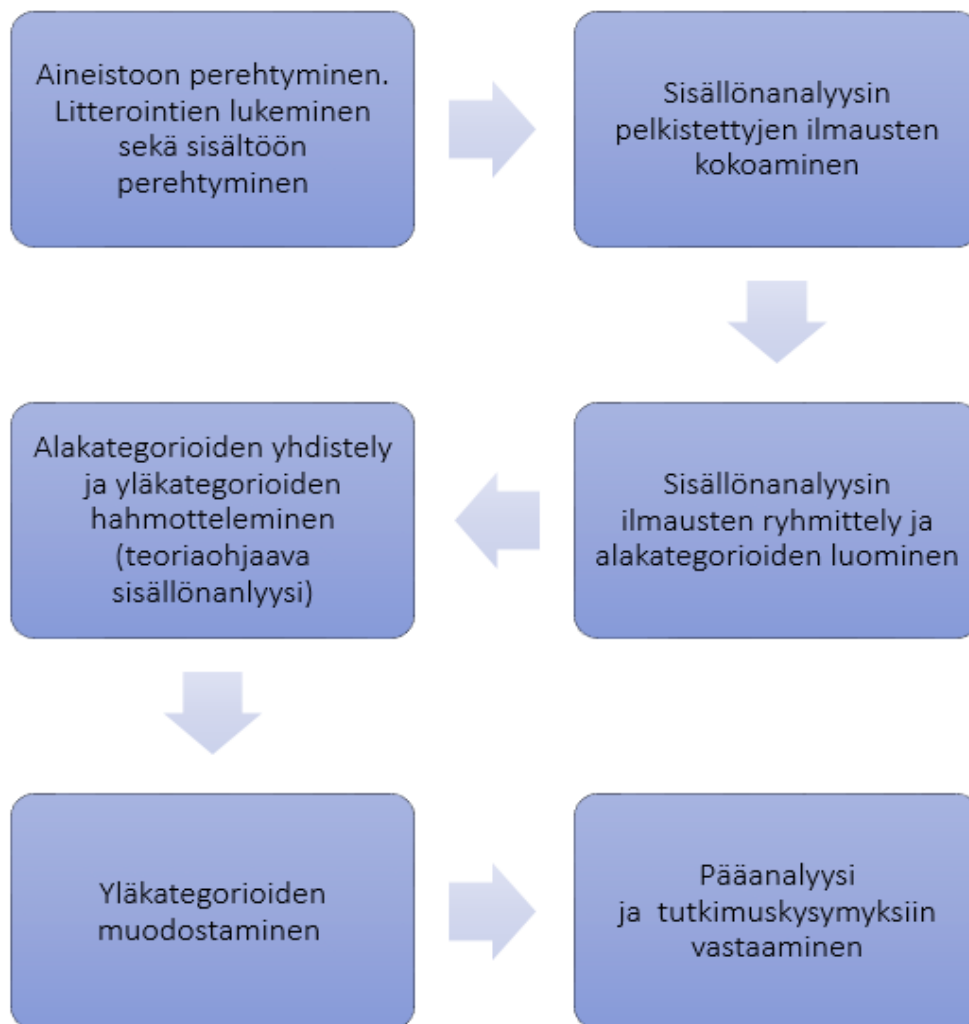 Aineistoon perehtyminen.
Litterointien lukeminen
sekä sisältöön
perehtyminen
Sisällönanalyysin
pelkistettyjen ilmausten
kokoaminen
Sisällönanalyysin
ilmausten ryhmittely ja
alakategorioiden luominen
Alakategorioiden yhdistely
ja yläkategorioiden
hahmotteleminen
(teoriaohjaava
sisällönanlyysi)
Yläkategorioiden
muodostaminen
Pääanalyysi
ja tutkimuskysymyksiin
vastaaminen